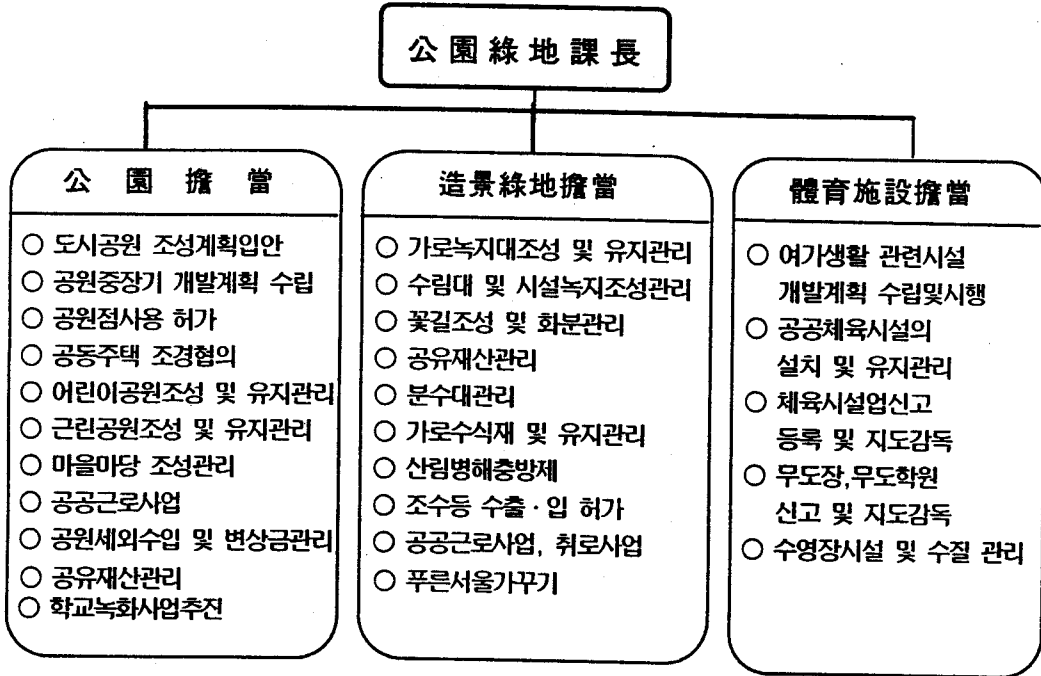 公園綠地課長
公園擔當
○ 도시공원 조성계획입안
○ 공원중장기 개발계획 수립
○ 공원점사용 허가
○ 공동주택 조경협의
○ 어린이공원조성 및 유지관리
○ 근린공원조성 및 유지관리
○ 마을마당 조성관리
○ 공공근로사업
○ 공원세외수입 및 변상금관리
○ 공유재산관리
○ 학교녹화사업추진
造景綠地擔當
○ 가로녹지대조성 및 유지관리
○ 수림대 및 시설녹지조성관리
○ 꽃길조성 및 화분관리
○ 공유재산관리
○ 분수대관리
○ 가로수식재 및 유지관리
○ 산림병해충방제
○ 조수등 수출·입 허가
○ 공공근로사업, 취로사업
○ 푸른서울가꾸기
體育施設擔當
○ 여가생활 관련시설
개발계획 수립및시행
○ 공공체육시설의
설치 및 유지관리
○ 체육시설업신고
등록 및 지도감독
○ 무도장,무도학원
신고 및 지도감독
○ 수영장시설 및 수질 관리